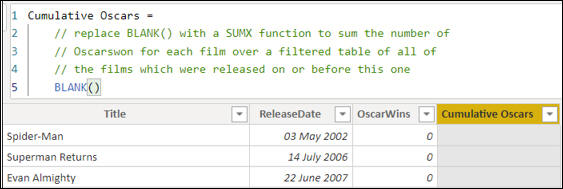 1 Cumulative Oscars =
2 // replace BLANK() with a SUMX function to sum the number of
3 // Oscarswon for each film over a filtered table of all of
4 // the films which were released on or before this one
5 BLANK()
Title ReleaseDate OscarWins Cumulative Oscars
Spider-Man 03 May 2002 0
Superman Returns 14 July 2006 0
Evan Almighty 22 June 2007 0